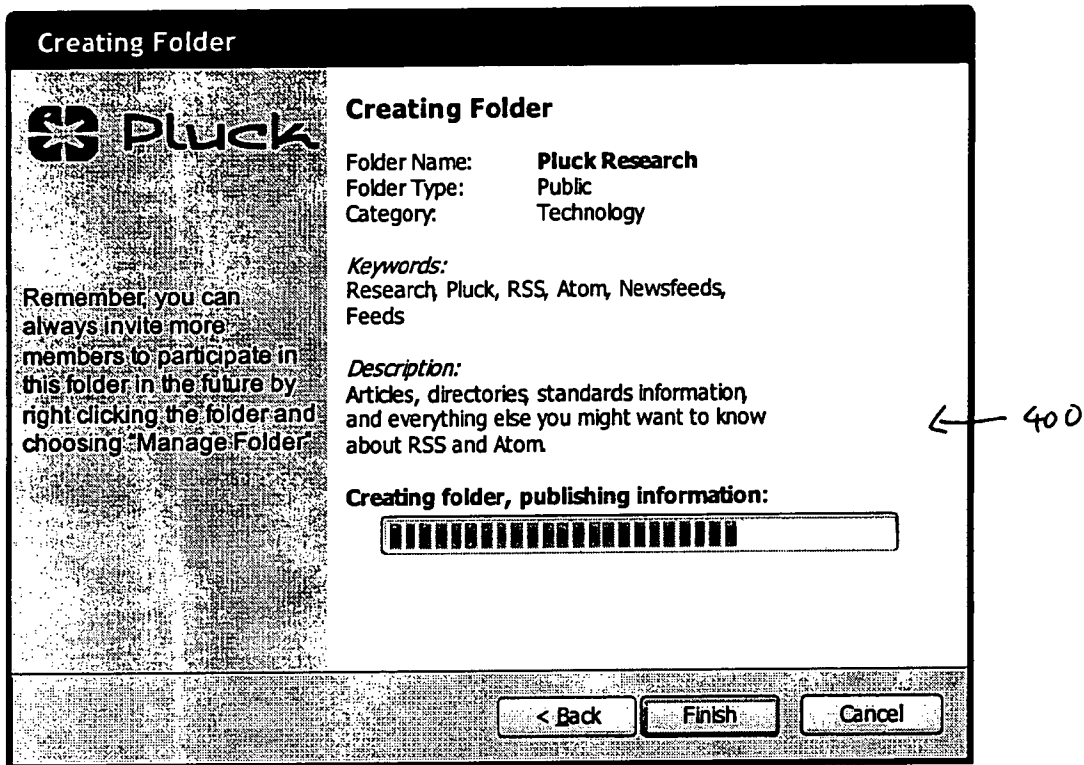 Creating Folder
Pluck
Remember, you can
always invite more
members to participate in
this folder in the future by
right clicking the folder and
choosing "Manage Folder"
Creating Folder
Folder Name: Pluck Research
Folder Type: Public
Category: Technology
Keywords:
Research, Pluck, RSS, Atom, Newsfeeds,
Feeds
Description:
Articles, directories, standards information,
and everything else you might want to know
about RSS and Atom.
Creating folder, publishing information:
400
< Back Finish Cancel